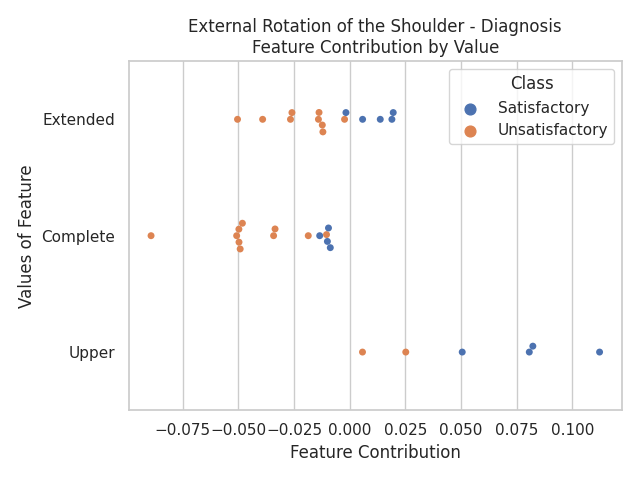 External Rotation of the Shoulder - Diagnosis
Feature Contribution by Value
Class
Satisfactory
Unsatisfactory
Values of Feature
Extended
Complete
Upper
−0.075 −0.050 −0.025 0.000 0.025 0.050 0.075 0.100
Feature Contribution